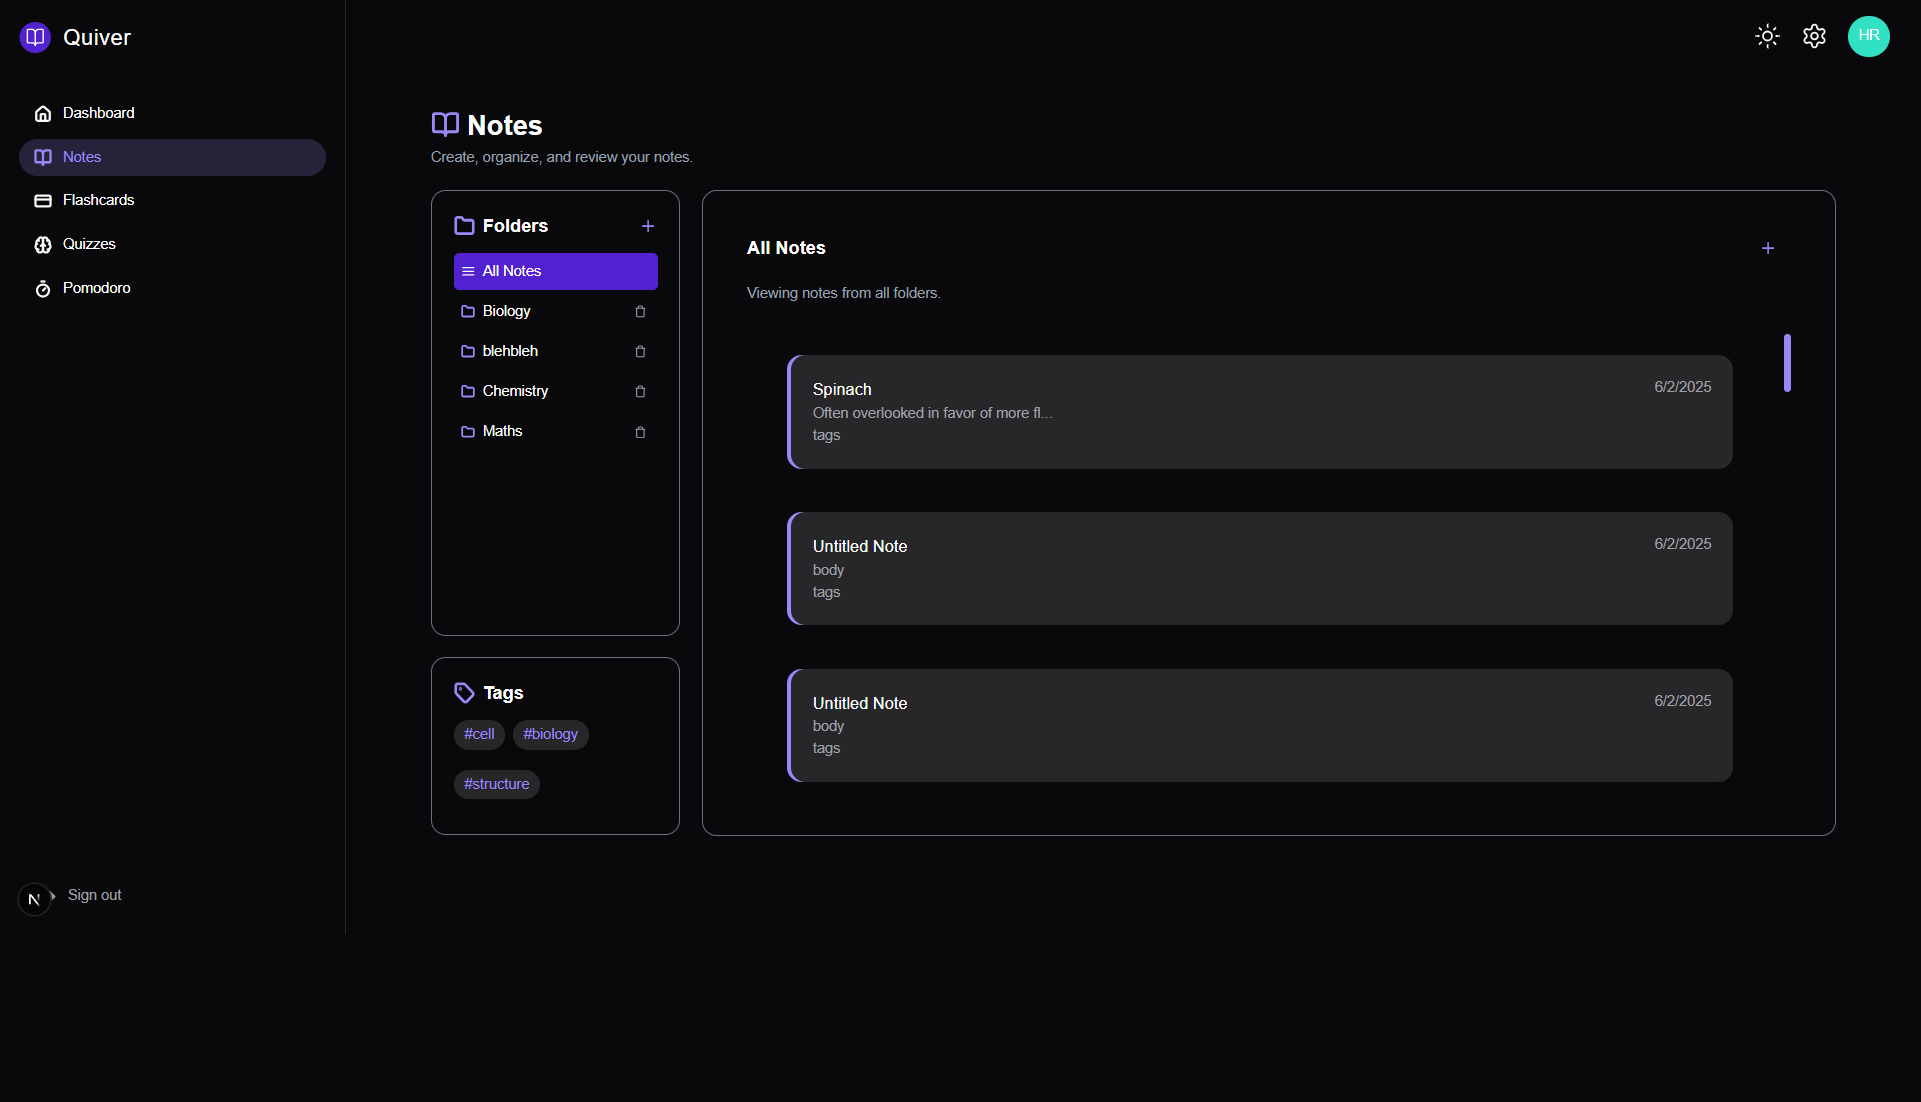 Quiver
HR
Dashboard
Notes
Flashcards
Quizzes
Pomodoro
Sign out
N
Notes
Create, organize, and review your notes.
Folders
+
All Notes
Biology
blehbleh
Chemistry
Maths
Tags
#cell #biology
#structure
All Notes
+
Viewing notes from all folders.
Spinach 6/2/2025
Often overlooked in favor of more fl...
tags
Untitled Note 6/2/2025
body
tags
Untitled Note 6/2/2025
body
tags